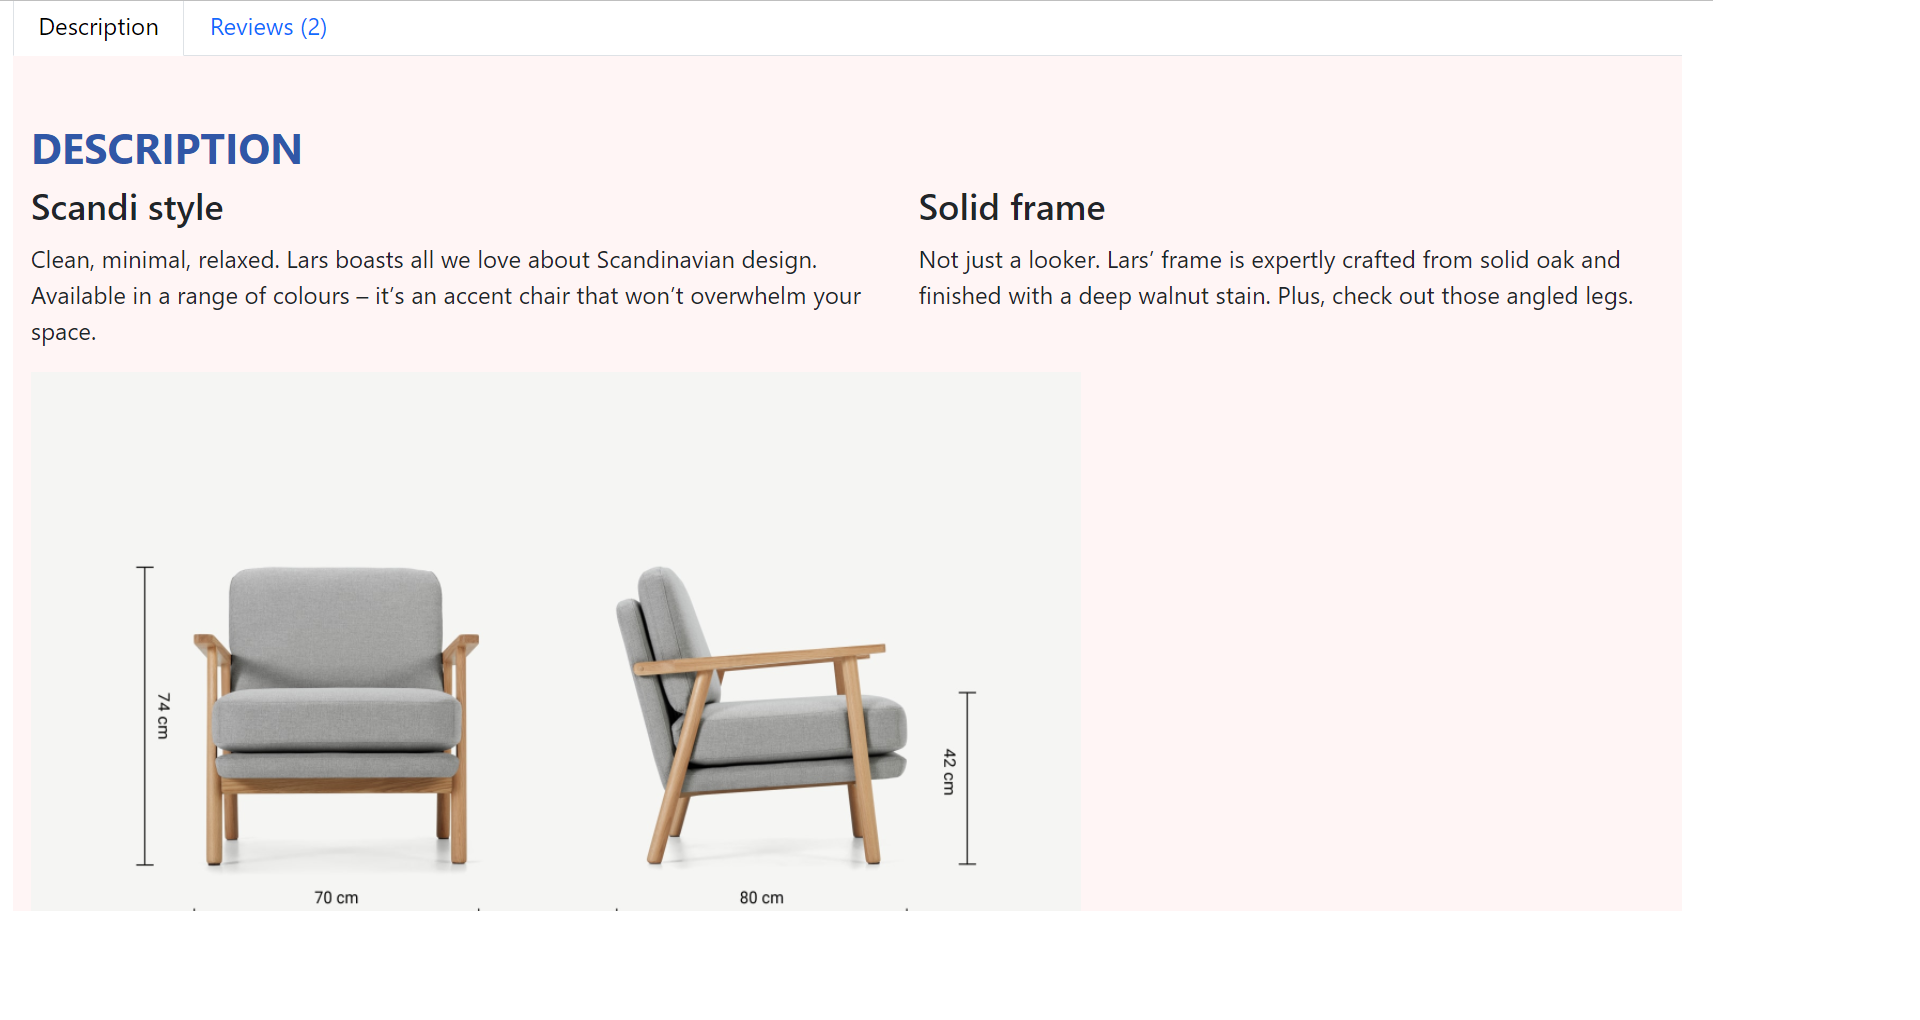 Description
Reviews (2)
DESCRIPTION
Scandi style
Clean, minimal, relaxed. Lars boasts all we love about Scandinavian design.
Available in a range of colours – it’s an accent chair that won’t overwhelm your
space.
Solid frame
Not just a looker. Lars’ frame is expertly crafted from solid oak and
finished with a deep walnut stain. Plus, check out those angled legs.
74 cm
42 cm
70 cm
80 cm